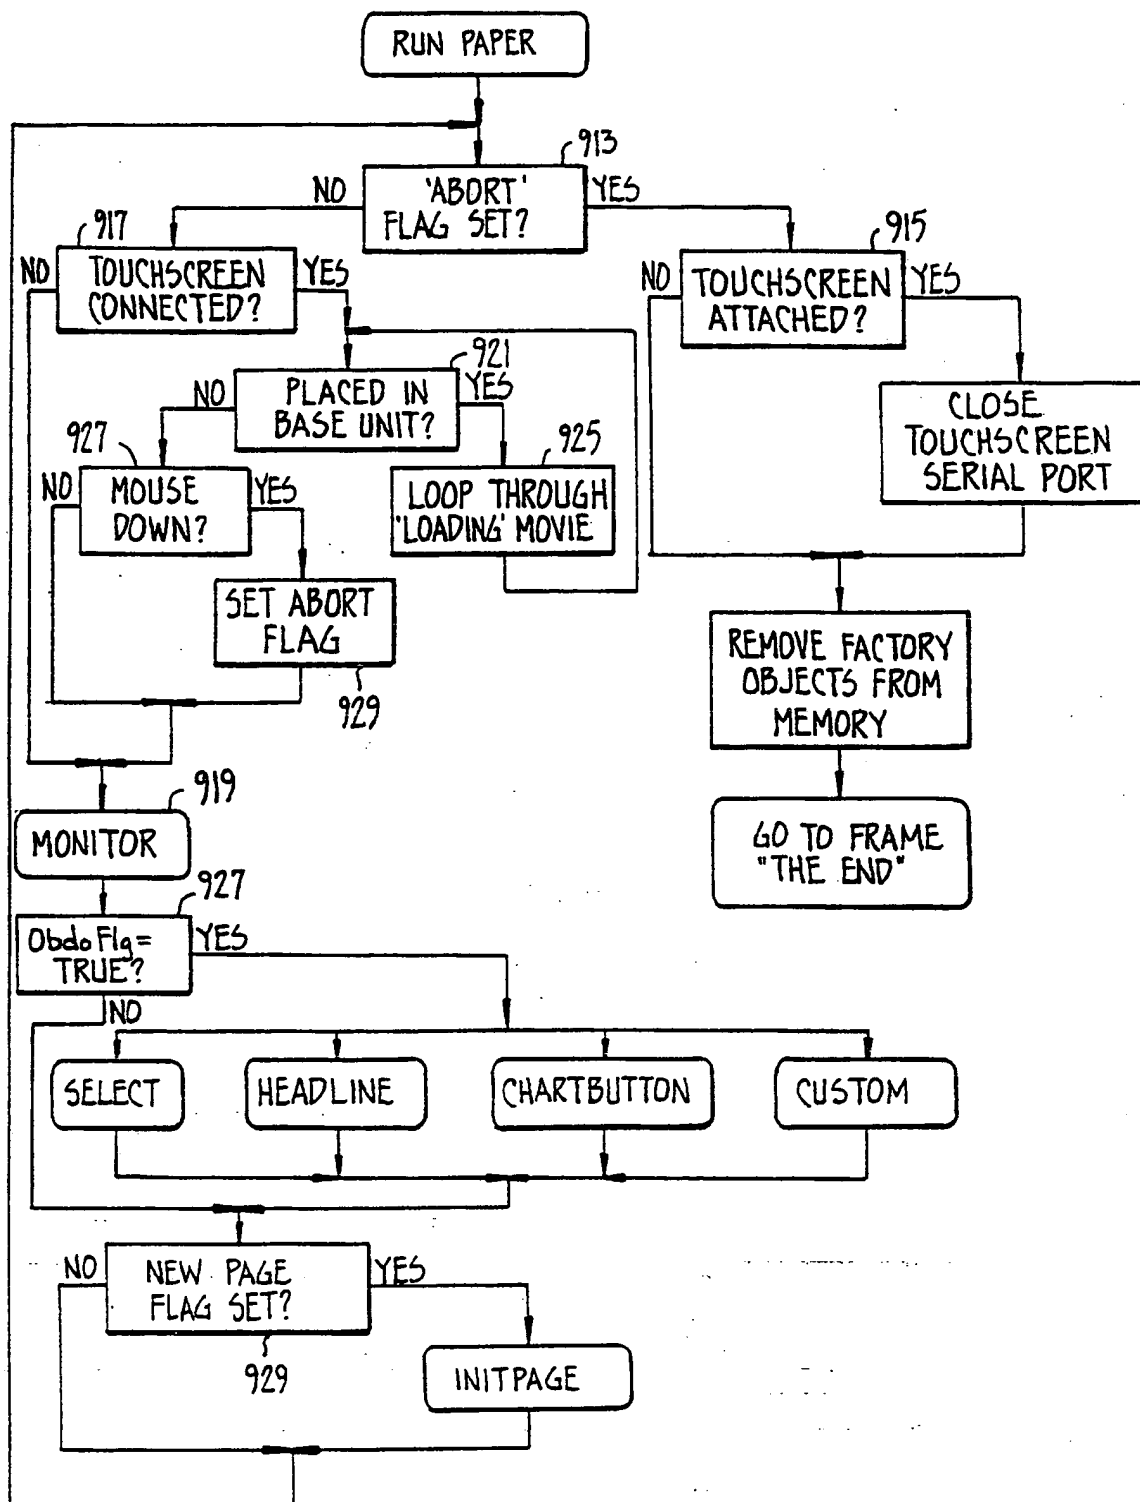 RUN PAPER
913
'ABORT'
FLAG SET?
NO
YES
917
TOUCHSCREEN
CONNECTED?
NO
YES
915
TOUCHSCREEN
ATTACHED?
NO
YES
921
PLACED IN
BASE UNIT?
NO
YES
CLOSE
TOUCHSCREEN
SERIAL PORT
927
MOUSE
DOWN?
NO
YES
925
LOOP THROUGH
'LOADING' MOVIE
SET ABORT
FLAG
929
REMOVE FACTORY
OBJECTS FROM
MEMORY
919
MONITOR
GO TO FRAME
"THE END"
927
ObdoFlg=
TRUE?
YES
NO
SELECT
HEADLINE
CHARTBUTTON
CUSTOM
NEW PAGE
FLAG SET?
NO
YES
929
INITPAGE